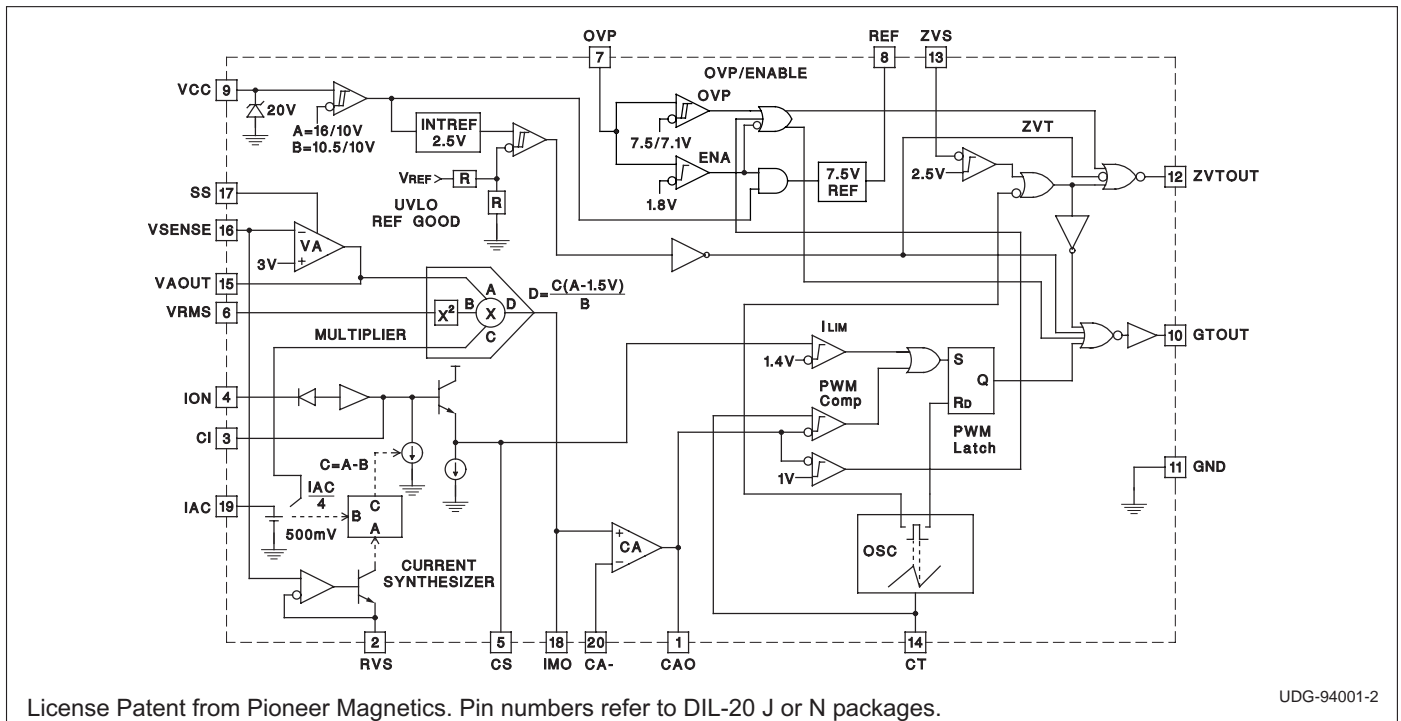 OVP
REF
ZVS
7
8
13
OVP/ENABLE
VCC
9
20V
A=16/10V
B=10.5/10V
INTREF
2.5V
OVP
7.5/7.1V
ENA
1.8V
7.5V
REF
ZVT
2.5V
12
ZVTOUT
VREF
R
R
UVLO
REF GOOD
SS
17
VSENSE
16
VA
3V
VAOUT
15
VRMS
6
X²
B
A
X
D
C
D=C(A-1.5V)/B
MULTIPLIER
ILIM
1.4V
S
Q
RD
PWM
Comp
PWM
Latch
1V
10
GTOUT
ION
4
CI
3
C=A-B
11
GND
IAC
19
IAC/4
500mV
B
C
A
CURRENT
SYNTHESIZER
CA
+
-
OSC
2
5
18
20
1
14
RVS
CS
IMO
CA-
CAO
CT
License Patent from Pioneer Magnetics. Pin numbers refer to DIL-20 J or N packages.
UDG-94001-2